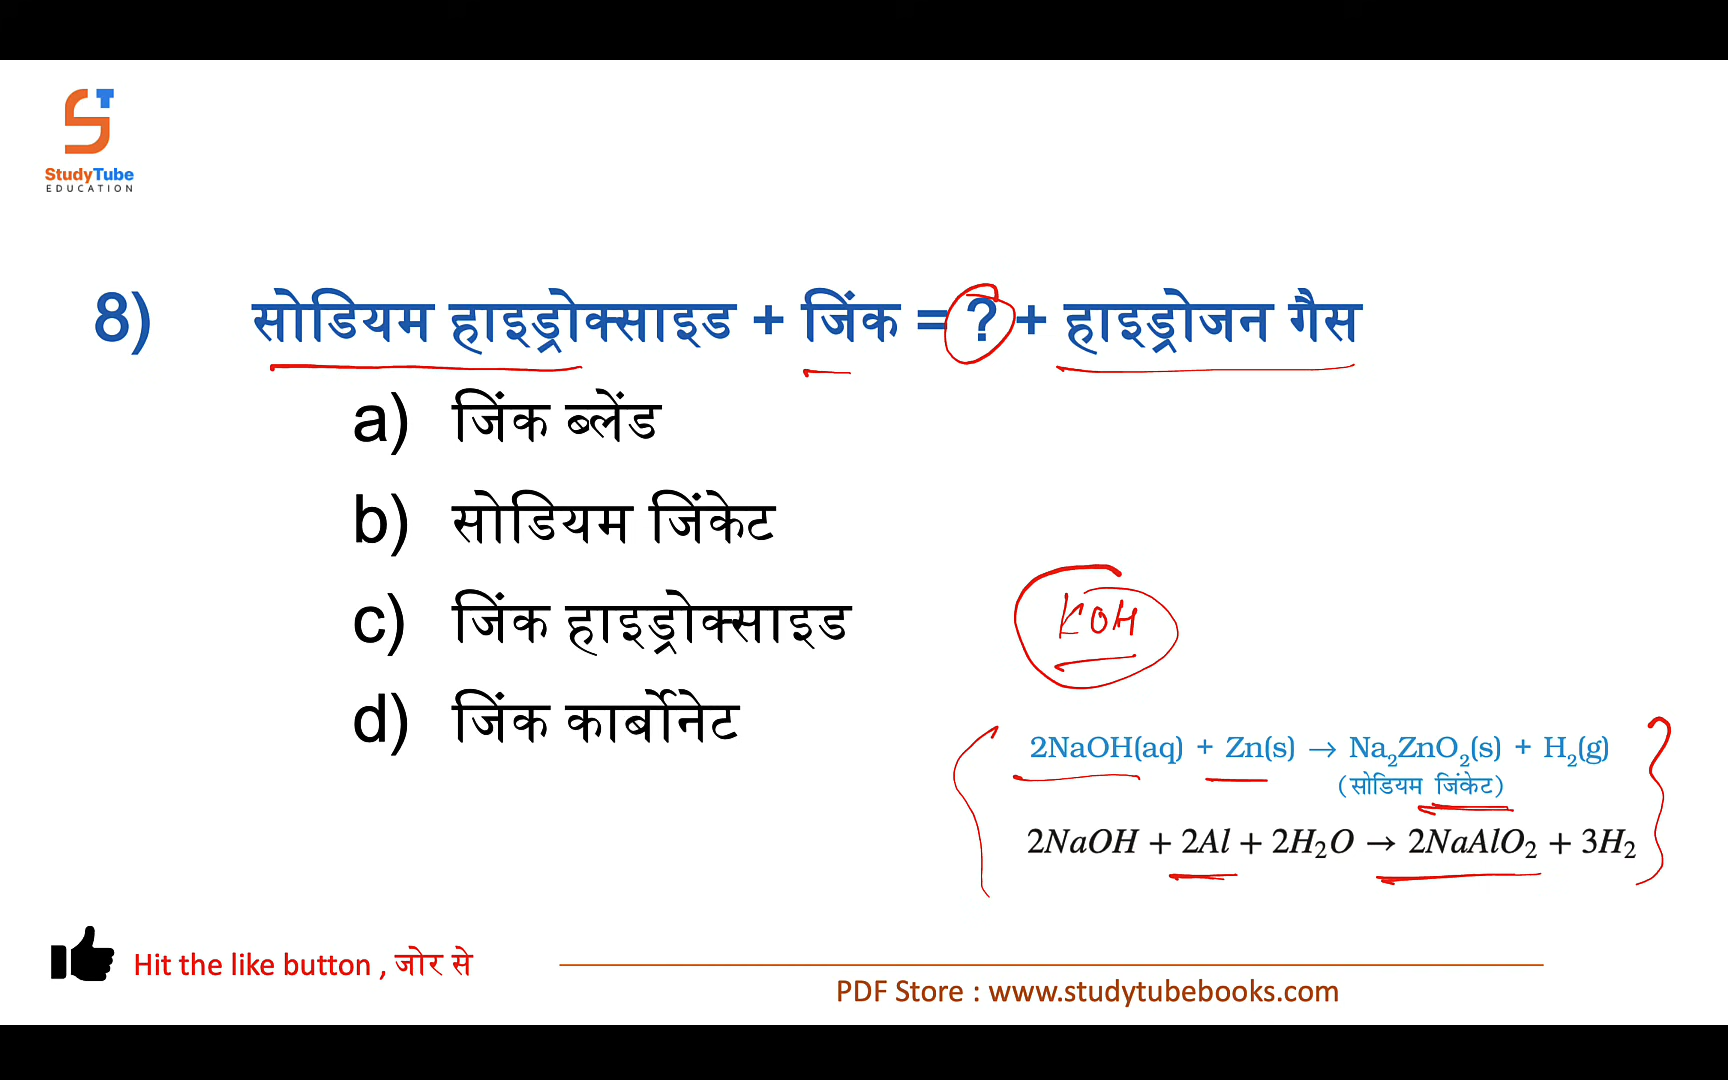 StudyTube
EDUCATION
8) सोडियम हाइड्रोक्साइड + जिंक = ? + हाइड्रोजन गैस
a) जिंक ब्लेंड
b) सोडियम जिंकेट
c) जिंक हाइड्रोक्साइड
d) जिंक कार्बोनेट
KOH
2NaOH(aq) + Zn(s) → Na₂ZnO₂(s) + H₂(g)
(सोडियम जिंकेट)
2NaOH + 2Al + 2H₂O → 2NaAlO₂ + 3H₂
Hit the like button , जोर से
PDF Store : www.studytubebooks.com